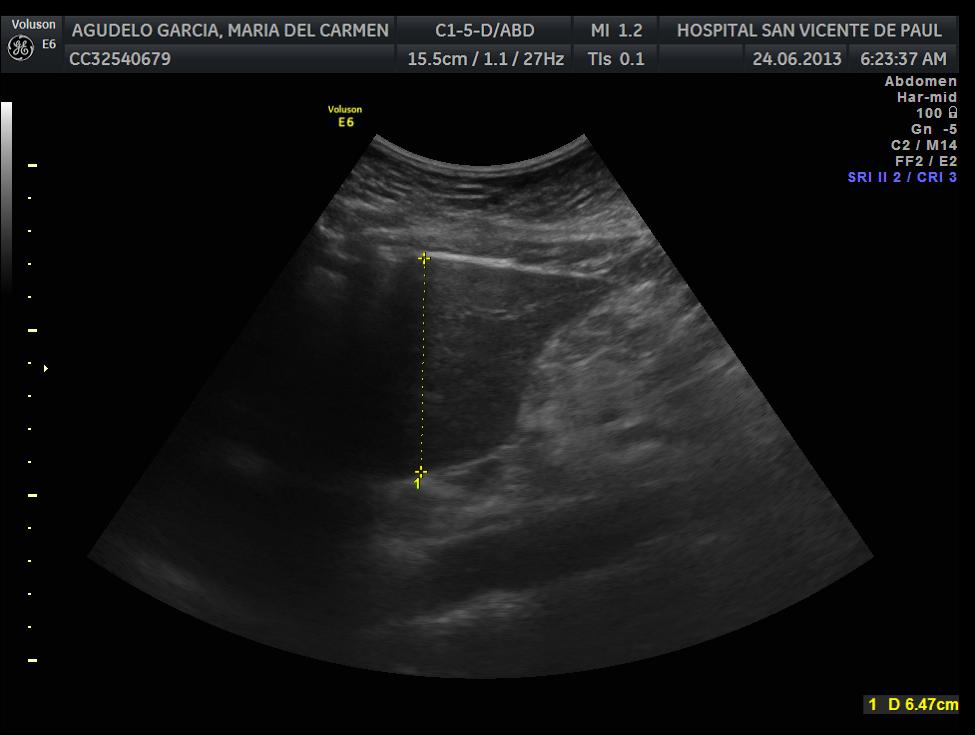 Voluson
E6
AGUDELO GARCIA, MARIA DEL CARMEN C1-5-D/ABD MI 1.2 HOSPITAL SAN VICENTE DE PAUL
CC32540679 15.5cm / 1.1 / 27Hz TIs 0.1 24.06.2013 6:23:37 AM
Abdomen
Har-mid
100
Gn -5
C2 / M14
FF2 / E2
SRI II 2 / CRI 3
Voluson
E6
1
1 D 6.47cm